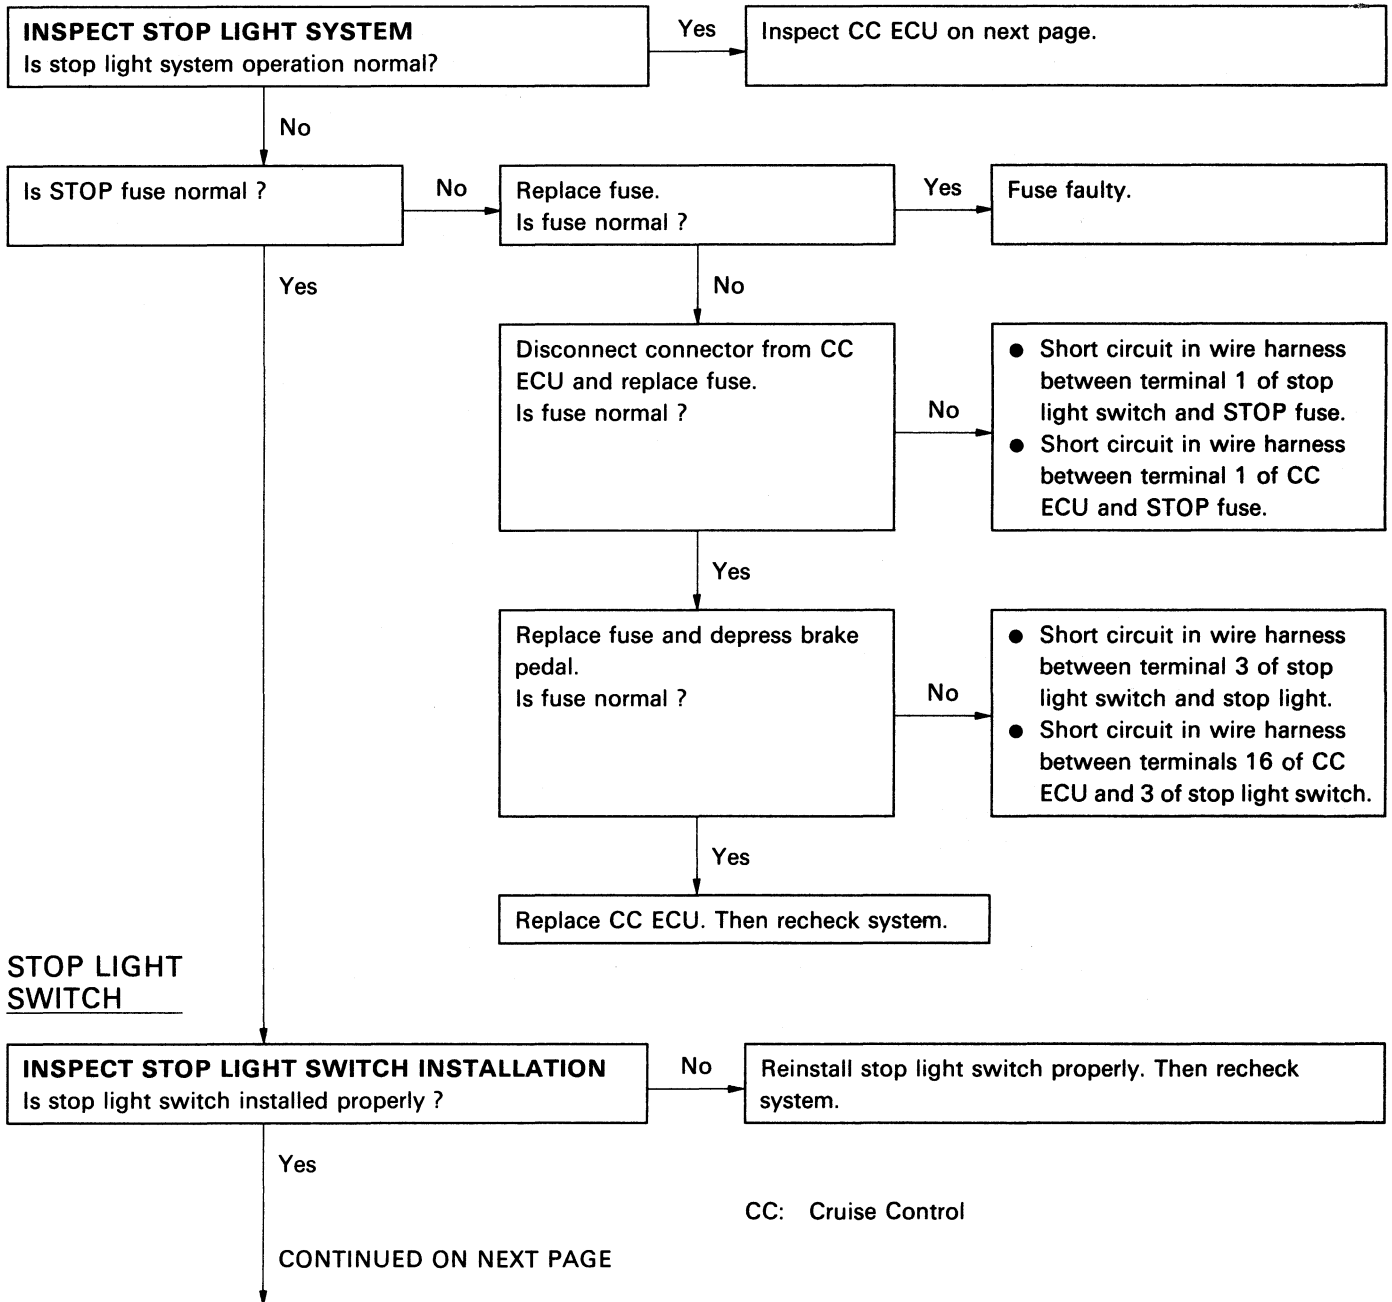 INSPECT STOP LIGHT SYSTEM
Is stop light system operation normal?
Yes
Inspect CC ECU on next page.
No
Is STOP fuse normal ?
No
Replace fuse.
Is fuse normal ?
Yes
Fuse faulty.
Yes
No
Disconnect connector from CC
ECU and replace fuse.
Is fuse normal ?
No
● Short circuit in wire harness
between terminal 1 of stop
light switch and STOP fuse.
● Short circuit in wire harness
between terminal 1 of CC
ECU and STOP fuse.
Yes
Replace fuse and depress brake
pedal.
Is fuse normal ?
No
● Short circuit in wire harness
between terminal 3 of stop
light switch and stop light.
● Short circuit in wire harness
between terminals 16 of CC
ECU and 3 of stop light switch.
Yes
Replace CC ECU. Then recheck system.
STOP LIGHT
SWITCH
INSPECT STOP LIGHT SWITCH INSTALLATION
Is stop light switch installed properly ?
No
Reinstall stop light switch properly. Then recheck
system.
Yes
CC: Cruise Control
CONTINUED ON NEXT PAGE